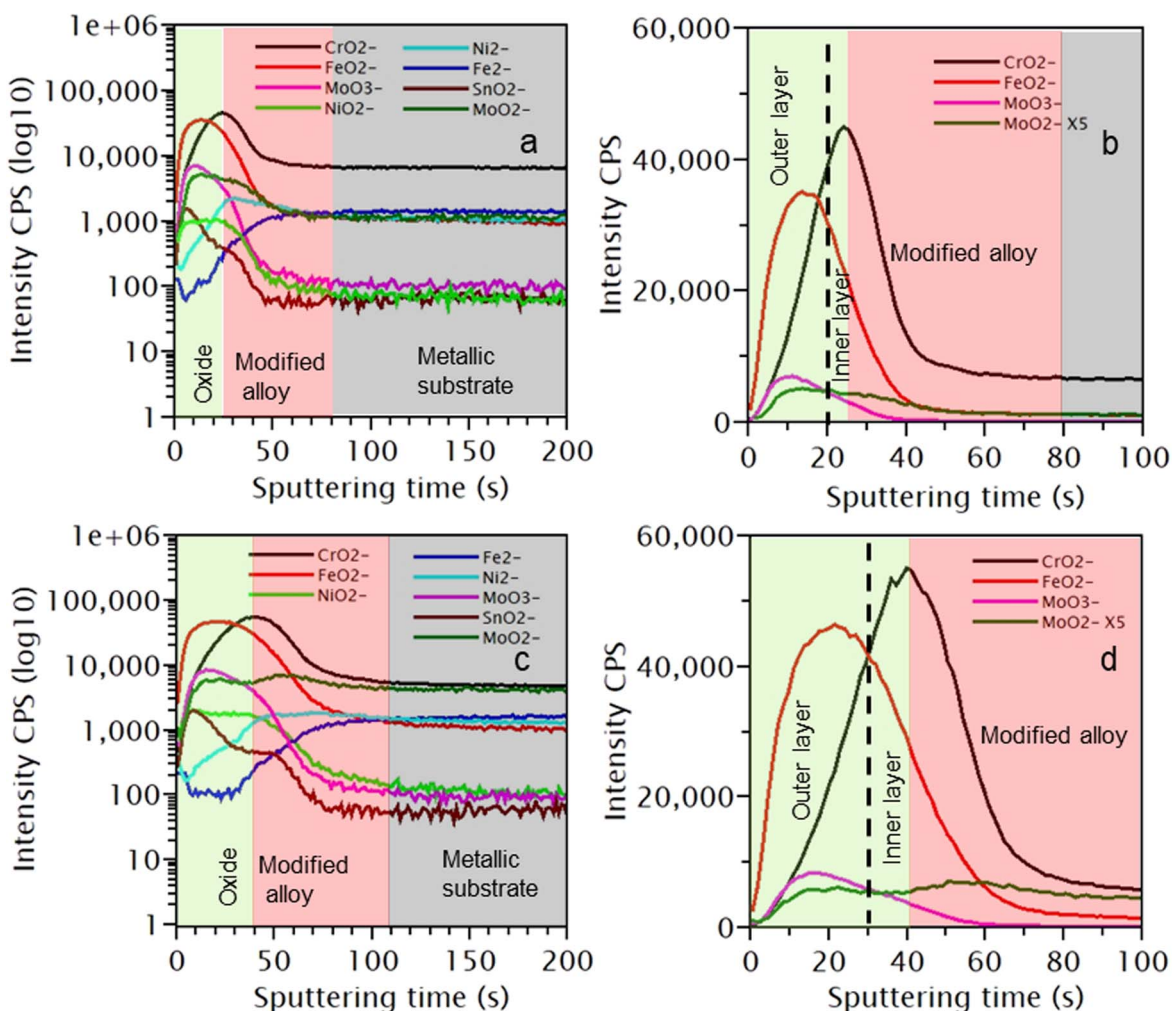 1e+06
100,000
10,000
1,000
100
10
1
Intensity CPS (log10)
CrO2-
FeO2-
MoO3-
NiO2-
Ni2-
Fe2-
SnO2-
MoO2-
a
Oxide
Modified
alloy
Metallic
substrate
0 50 100 150 200
Sputtering time (s)
60,000
40,000
20,000
0
Intensity CPS
CrO2-
FeO2-
MoO3-
MoO2- X5
b
Outer layer
Inner layer
Modified alloy
0 20 40 60 80 100
Sputtering time (s)
1e+06
100,000
10,000
1,000
100
10
1
Intensity CPS (log10)
CrO2-
FeO2-
NiO2-
Fe2-
Ni2-
MoO3-
SnO2-
MoO2-
c
Oxide
Modified
alloy
Metallic
substrate
0 50 100 150 200
Sputtering time (s)
60,000
40,000
20,000
0
Intensity CPS
CrO2-
FeO2-
MoO3-
MoO2- X5
d
Outer layer
Inner layer
Modified alloy
0 20 40 60 80 100
Sputtering time (s)